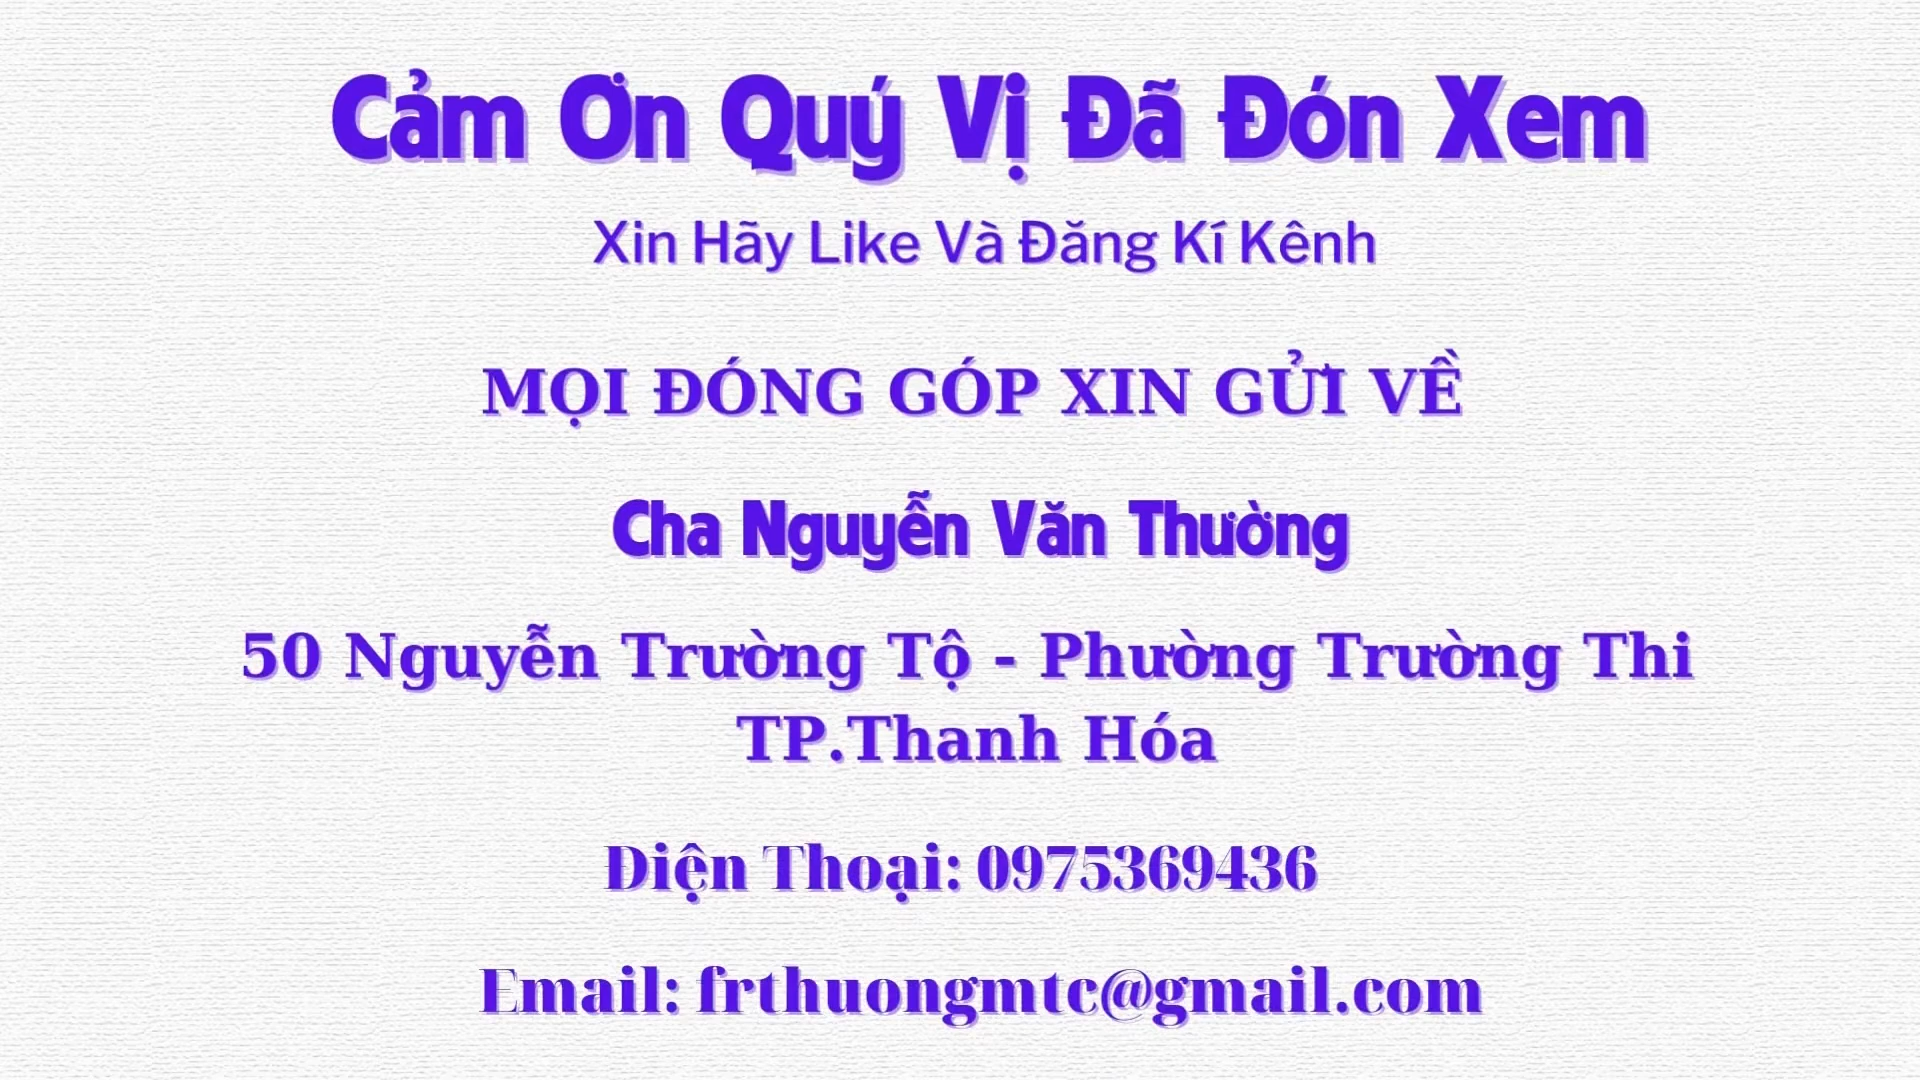 Cảm Ơn Quý Vị Đã Đón Xem
Xin Hãy Like Và Đăng Kí Kênh
MỌI ĐÓNG GÓP XIN GỬI VỀ
Cha Nguyễn Văn Thường
50 Nguyễn Trường Tộ - Phường Trường Thi
TP.Thanh Hóa
Điện Thoại: 0975369436
Email: frthuongmtc@gmail.com